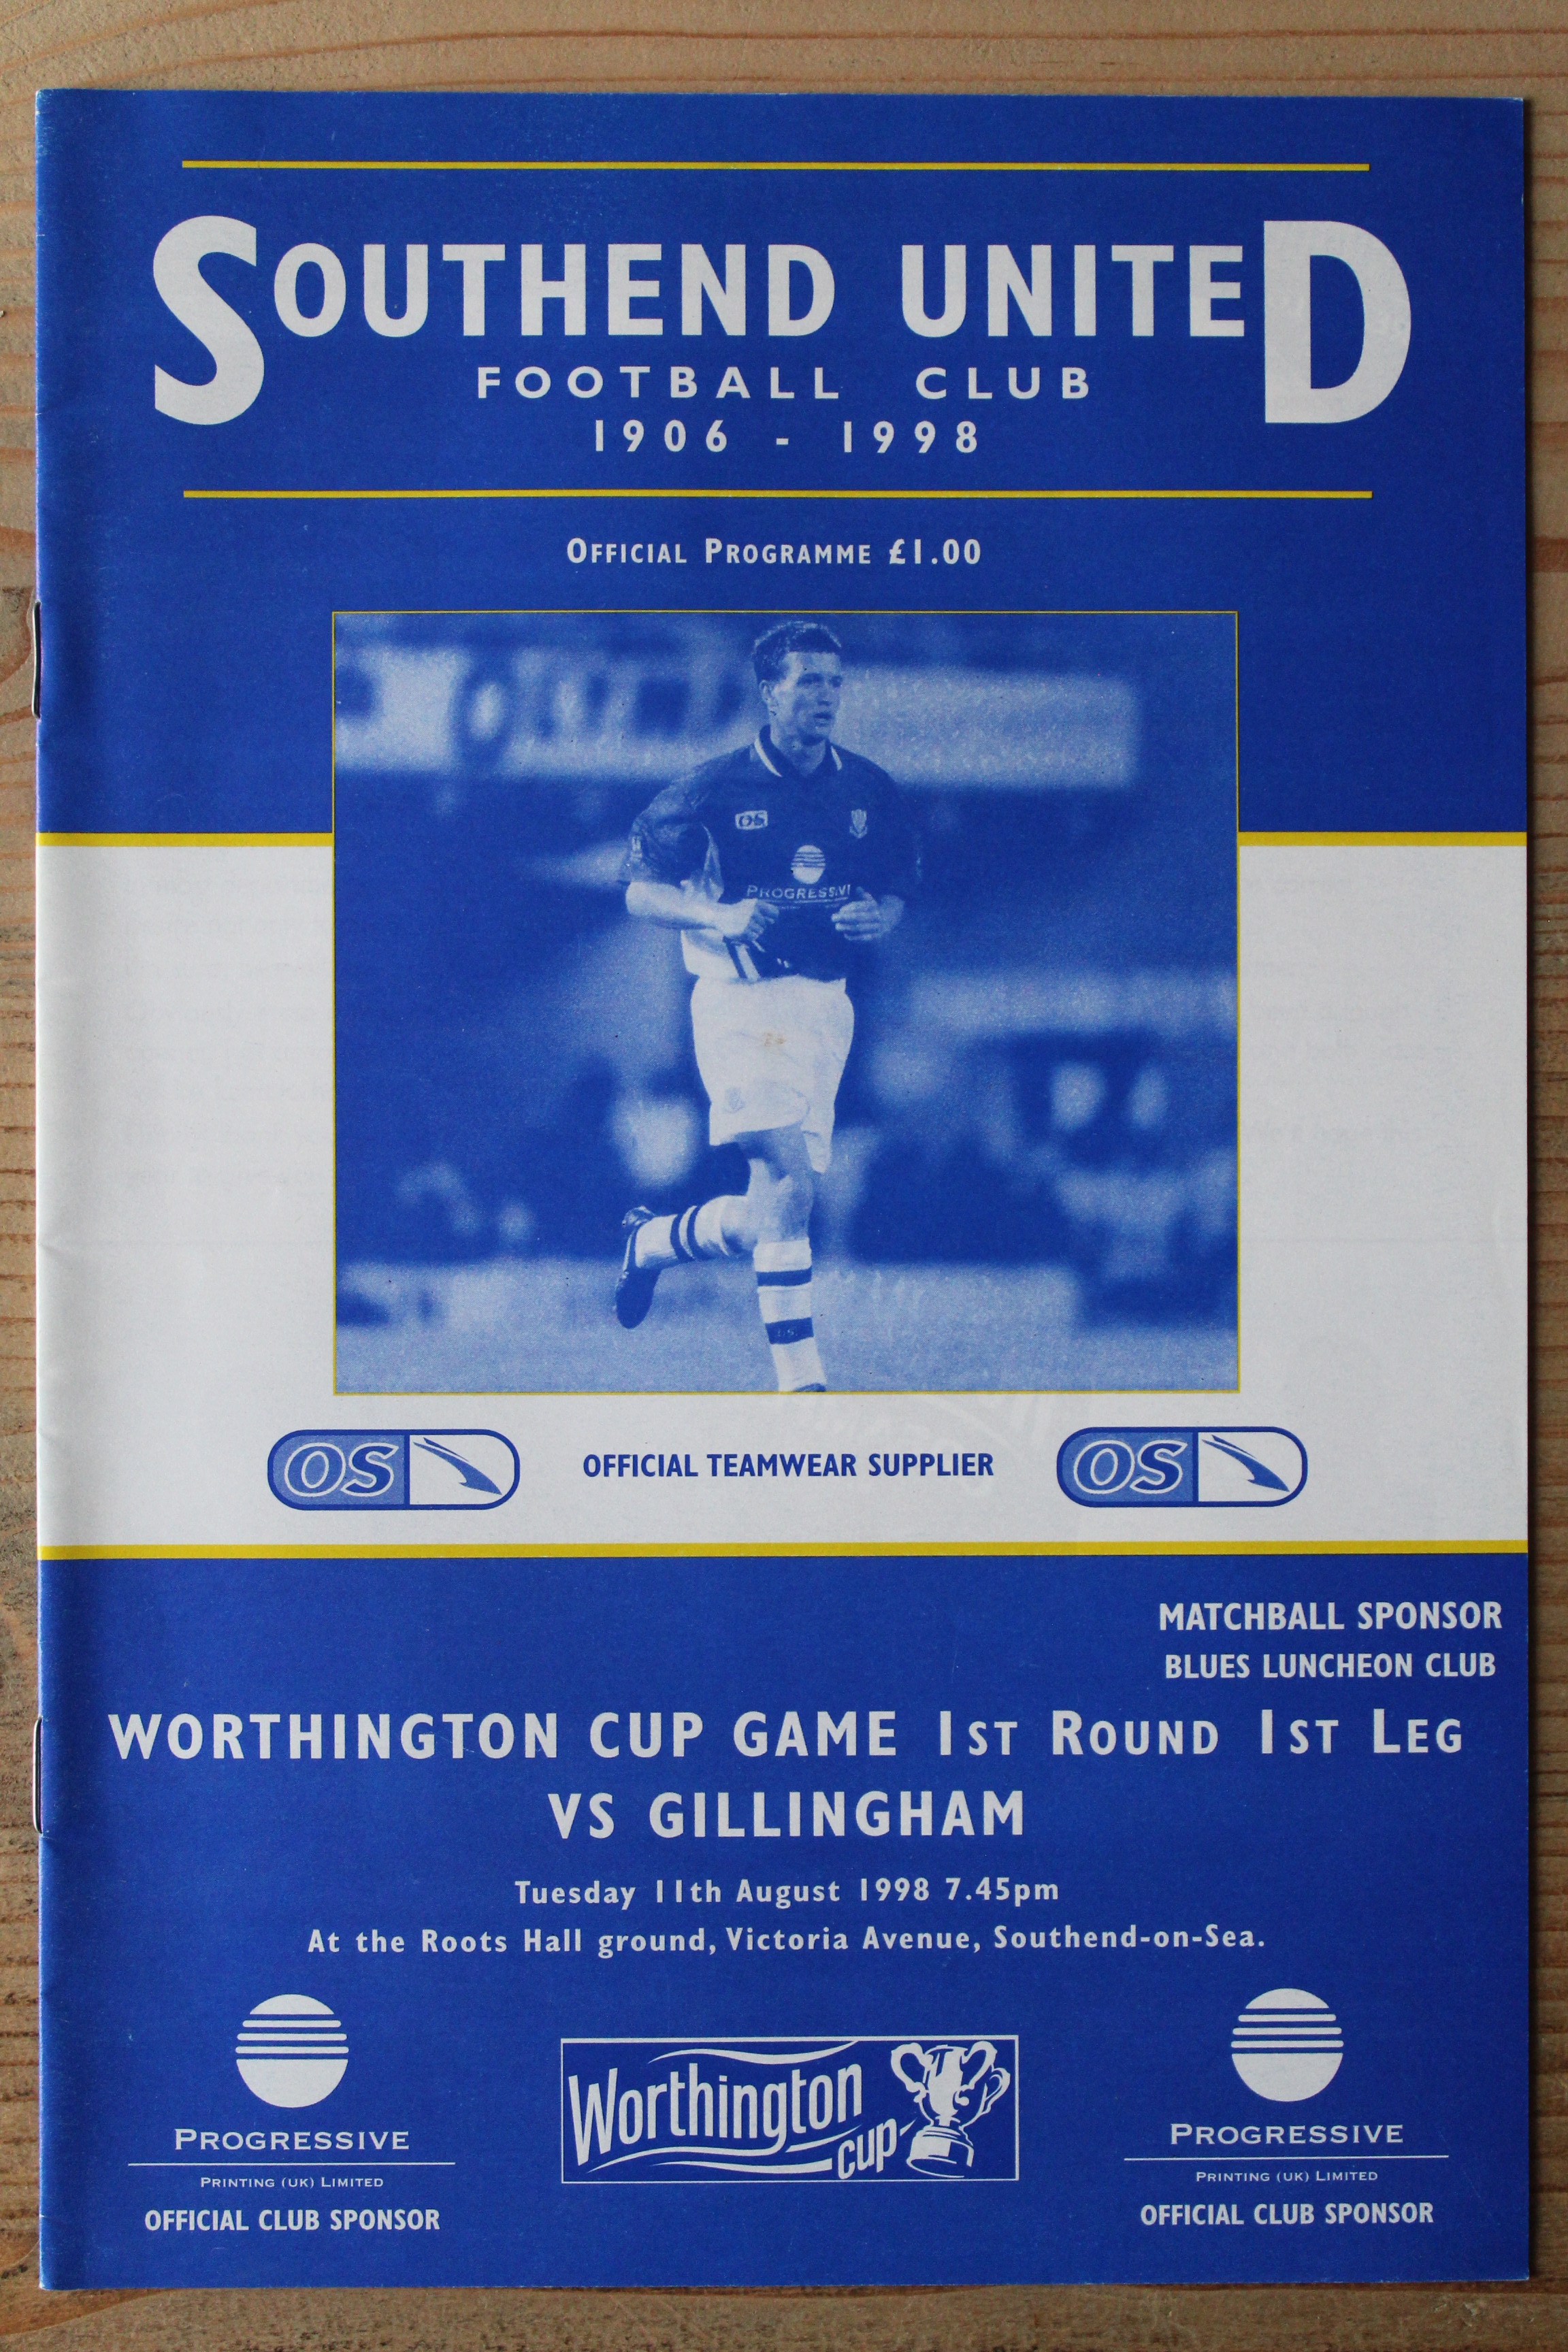 SOUTHEND UNITED
FOOTBALL CLUB
1906 - 1998
OFFICIAL PROGRAMME £1.00
OS
PROGRESSIVE
OS
OFFICIAL TEAMWEAR SUPPLIER
OS
MATCHBALL SPONSOR
BLUES LUNCHEON CLUB
WORTHINGTON CUP GAME 1ST ROUND 1ST LEG
VS GILLINGHAM
Tuesday 11th August 1998 7.45pm
At the Roots Hall ground, Victoria Avenue, Southend-on-Sea.
PROGRESSIVE
PRINTING (UK) LIMITED
OFFICIAL CLUB SPONSOR
Worthington
CUP
PROGRESSIVE
PRINTING (UK) LIMITED
OFFICIAL CLUB SPONSOR